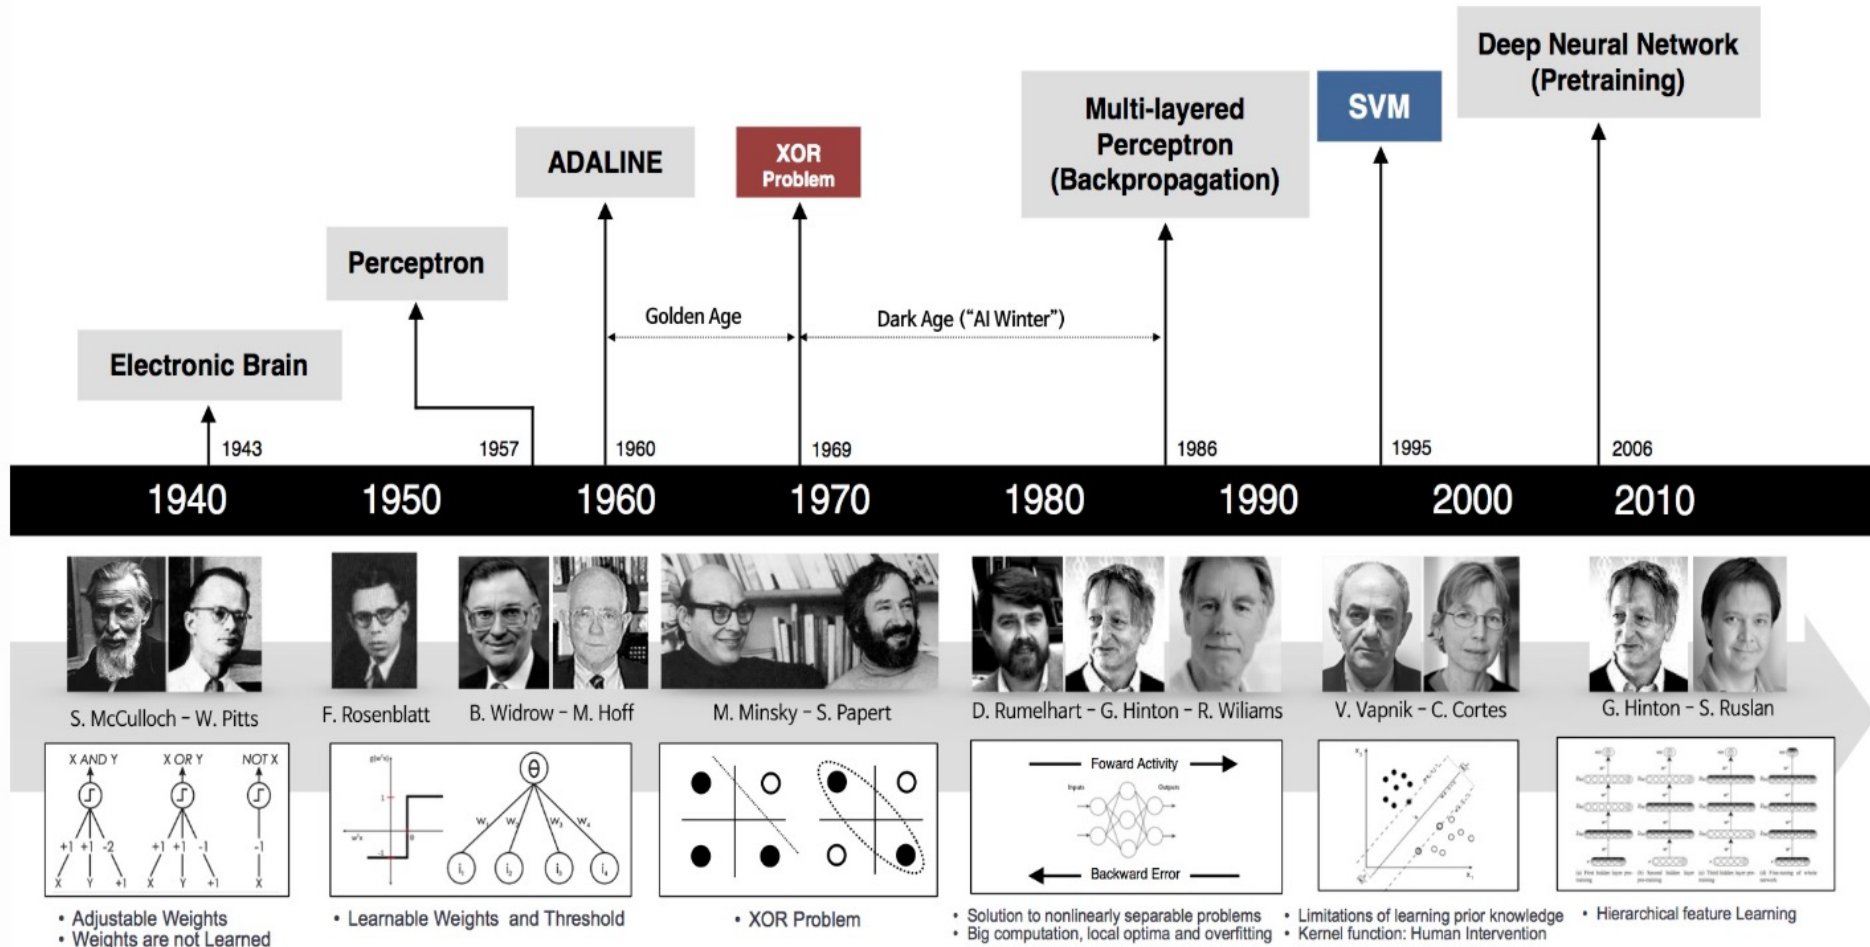 Deep Neural Network
(Pretraining)
Multi-layered
Perceptron
(Backpropagation)
SVM
ADALINE
XOR
Problem
Perceptron
Golden Age
Dark Age ("AI Winter")
Electronic Brain
1943
1957
1960
1969
1986
1995
2006
1940
1950
1960
1970
1980
1990
2000
2010
S. McCulloch – W. Pitts
F. Rosenblatt
B. Widrow – M. Hoff
M. Minsky – S. Papert
D. Rumelhart – G. Hinton – R. Wiliams
V. Vapnik – C. Cortes
G. Hinton – S. Ruslan
X AND Y
X OR Y
NOT X
+1 +1 -2
+1 +1 -1
-1
X Y +1
X Y +1
X
θ
W1 W2 W3 W4
i1 i2 i3 i4
Foward Activity
Inputs
Outputs
Backward Error
• Adjustable Weights
• Weights are not Learned
• Learnable Weights and Threshold
• XOR Problem
• Solution to nonlinearly separable problems
• Big computation, local optima and overfitting
• Limitations of learning prior knowledge
• Kernel function: Human Intervention
• Hierarchical feature Learning